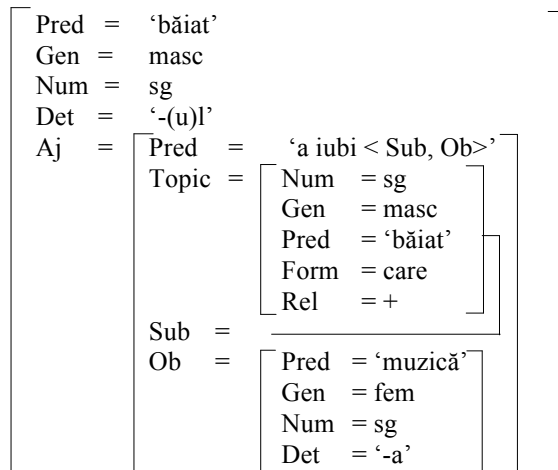 Pred = ‘băiat’
Gen = masc
Num = sg
Det = ‘-(u)l’
Aj = Pred = ‘a iubi < Sub, Ob>’
Topic = Num = sg
Gen = masc
Pred = ‘băiat’
Form = care
Rel = +
Sub =
Ob = Pred = ‘muzică’
Gen = fem
Num = sg
Det = ‘-a’